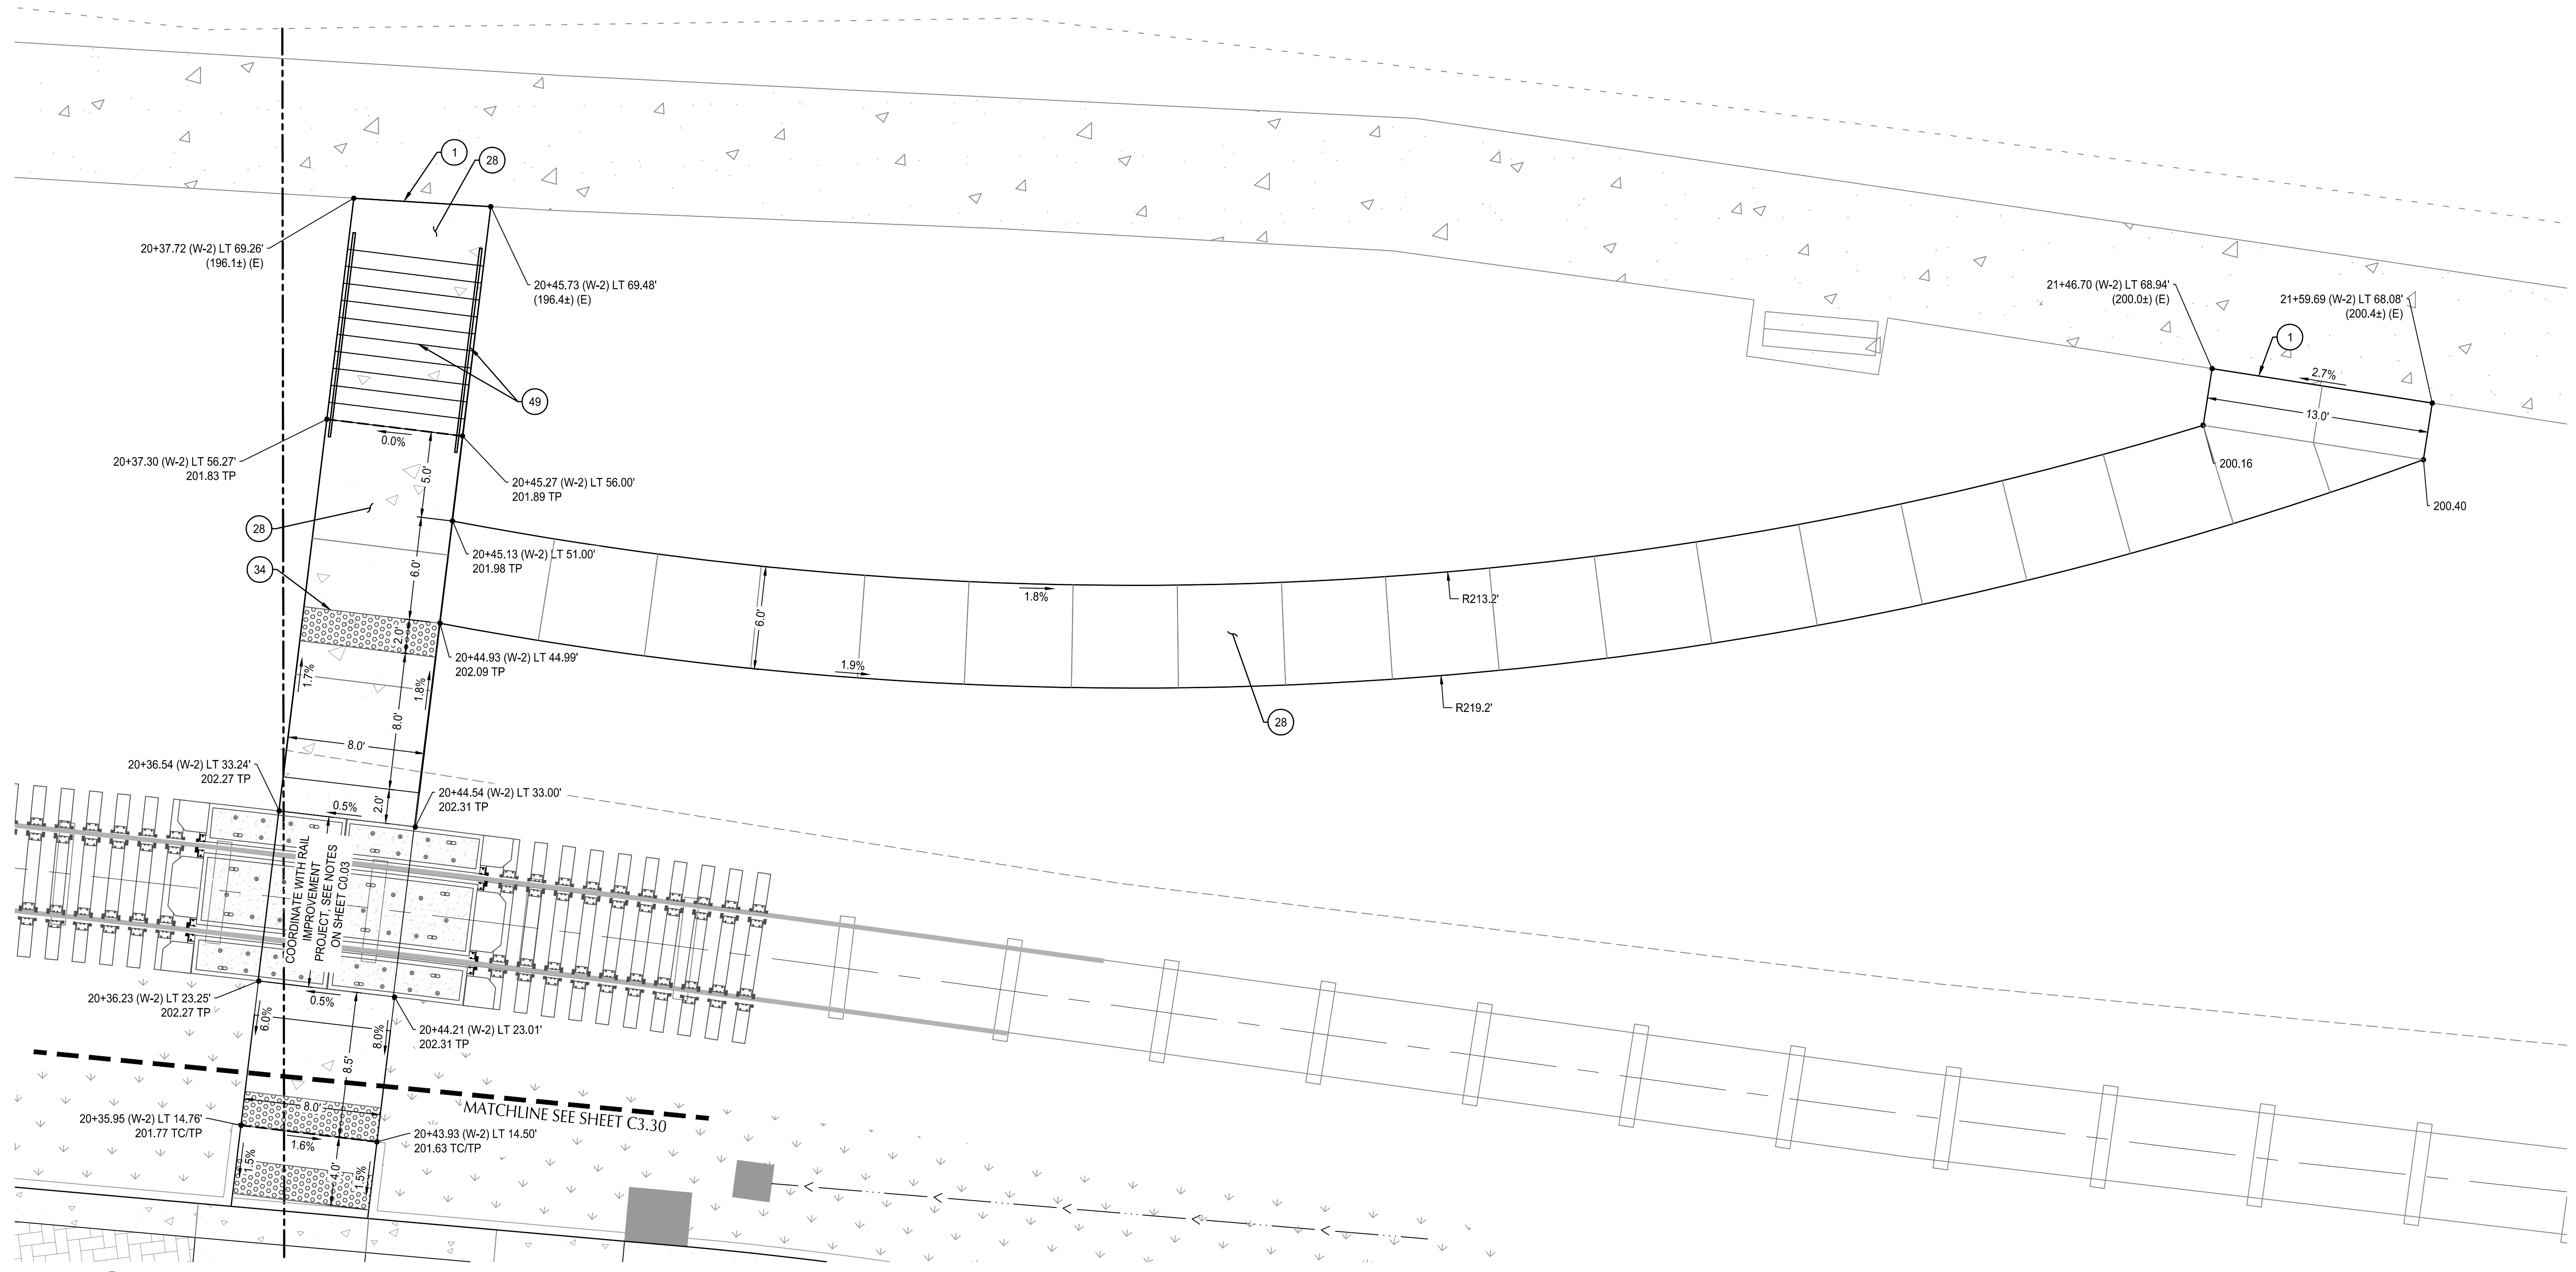 1
28
20+37.72 (W-2) LT 69.26'
(196.1±) (E)
20+45.73 (W-2) LT 69.48'
(196.4±) (E)
21+46.70 (W-2) LT 68.94'
(200.0±) (E)
21+59.69 (W-2) LT 68.08'
(200.4±) (E)
1
2.7%
13.0'
49
0.0%
20+37.30 (W-2) LT 56.27'
201.83 TP
5.0'
20+45.27 (W-2) LT 56.00'
201.89 TP
200.16
200.40
28
20+45.13 (W-2) LT 51.00'
201.98 TP
34
6.0'
6.0'
1.8%
R213.2'
2.0'
20+44.93 (W-2) LT 44.99'
202.09 TP
1.9%
1.7%
1.8%
R219.2'
28
8.0'
8.0'
20+36.54 (W-2) LT 33.24'
202.27 TP
2.0'
20+44.54 (W-2) LT 33.00'
202.31 TP
0.5%
COORDINATE WITH RAIL
IMPROVEMENT
PROJECT, SEE NOTES
ON SHEET C0.03
20+36.23 (W-2) LT 23.25'
202.27 TP
0.5%
6.0%
8.0%
20+44.21 (W-2) LT 23.01'
202.31 TP
8.5'
MATCHLINE SEE SHEET C3.30
8.0'
20+35.95 (W-2) LT 14.76'
201.77 TC/TP
1.6%
20+43.93 (W-2) LT 14.50'
201.63 TC/TP
1.5%
4.0'
1.5%